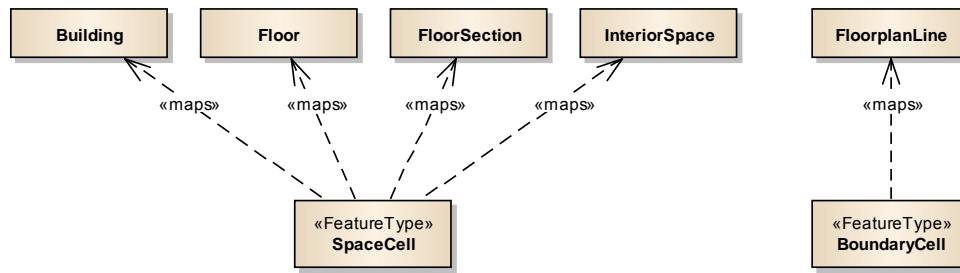 Building
Floor
FloorSection
InteriorSpace
FloorplanLine
«maps»
«maps»
«maps»
«maps»
«maps»
«FeatureType»
SpaceCell
«FeatureType»
BoundaryCell